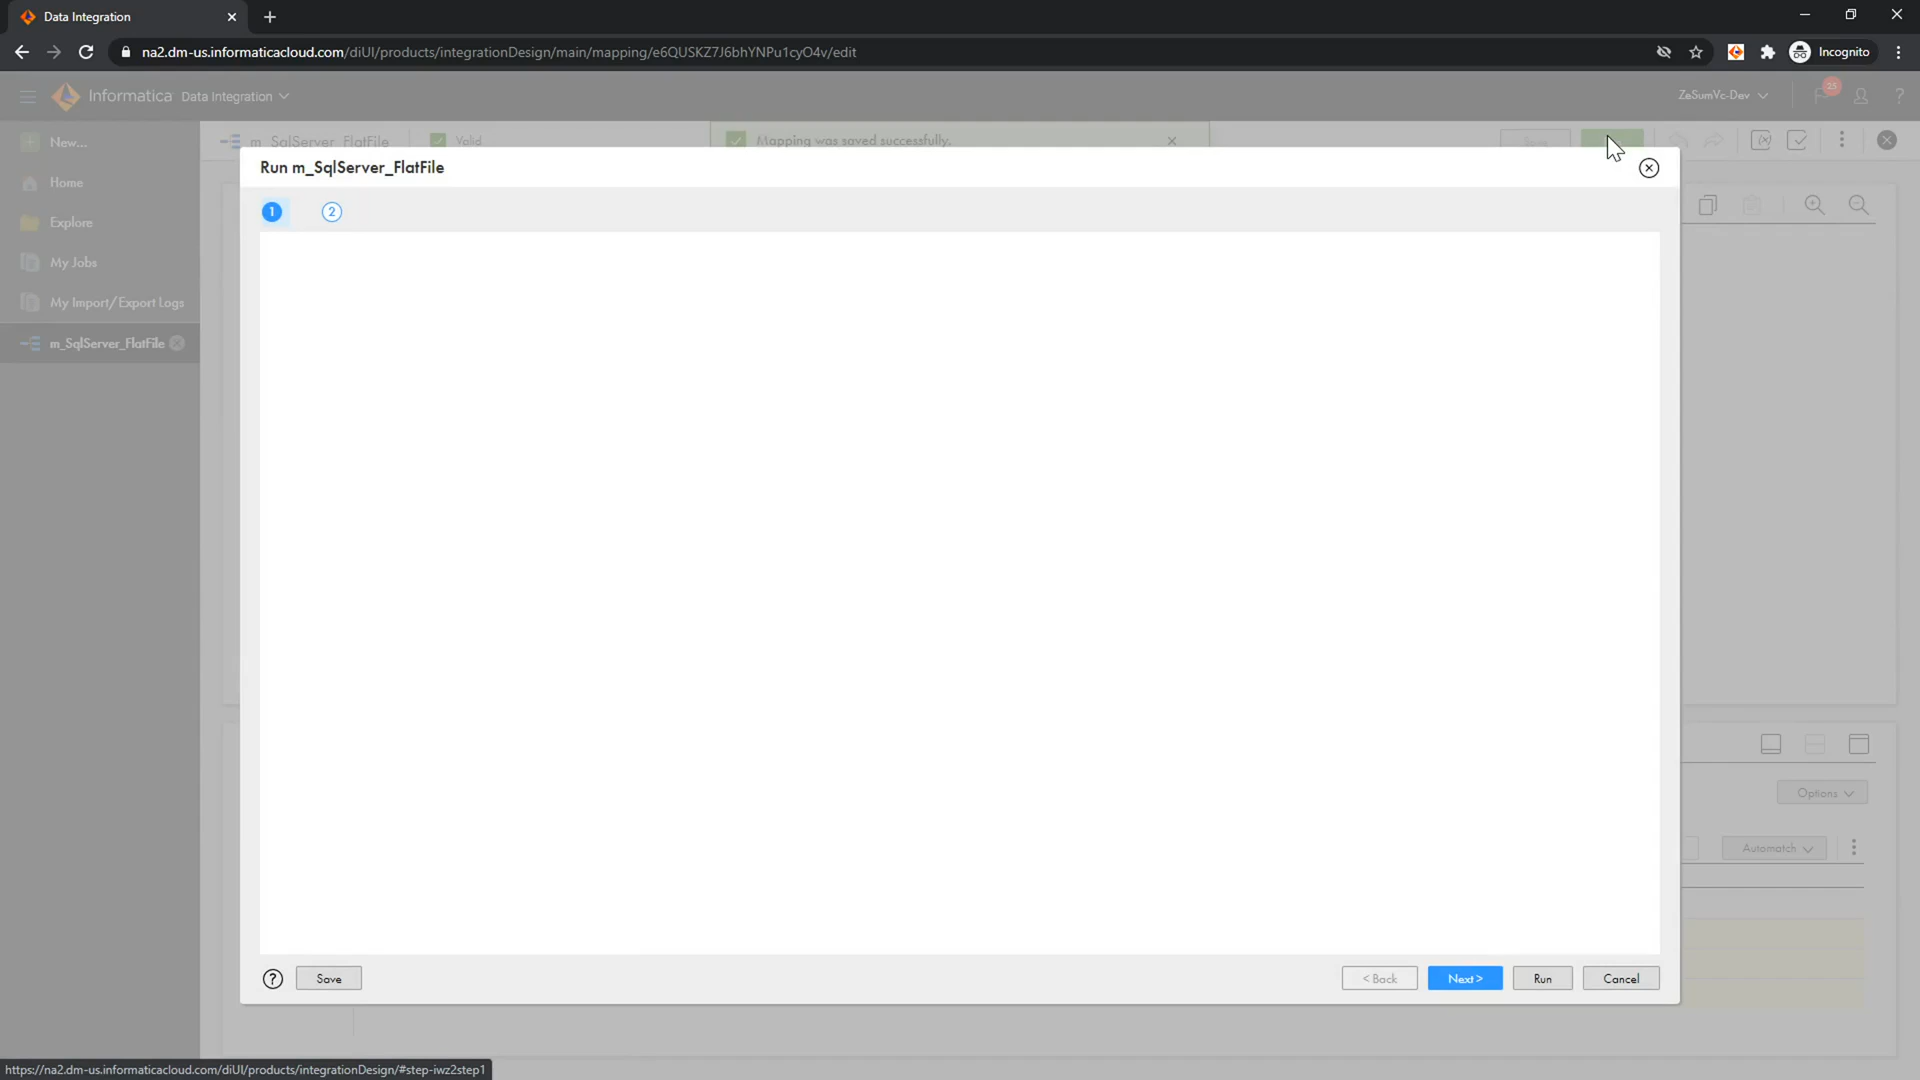 Data Integration
na2.dm-us.informaticacloud.com/diUI/products/integrationDesign/main/mapping/e6QUSKZ7J6bhYNPu1cyO4v/edit
Incognito
Informatica Data Integration
ZeSumVc-Dev
25
?
New...
m_SqlServer_FlatFile
Valid
Mapping was saved successfully.
Run m_SqlServer_FlatFile
Home
1
2
Explore
My Jobs
My Import/Export Logs
m_SqlServer_FlatFile
Options
Automatch
?
Save
< Back
Next >
Run
Cancel
https://na2.dm-us.informaticacloud.com/diUI/products/integrationDesign/#step-iwz2step1